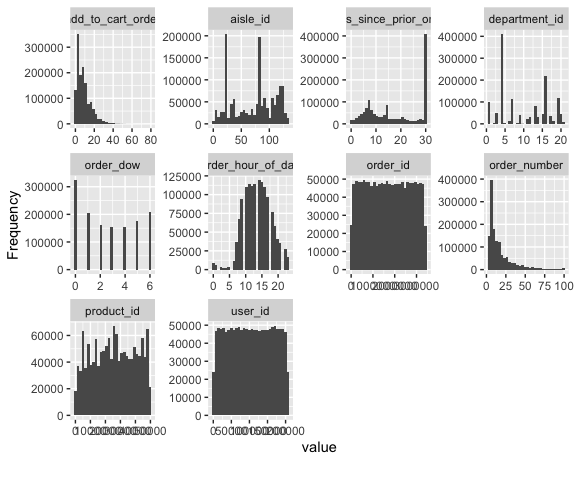 dd_to_cart_orde
aisle_id
s_since_prior_or
department_id
300000
200000
100000
0
0 20 40 60 80
200000
150000
100000
50000
0
0 50 100
400000
300000
200000
100000
0
0 10 20 30
400000
300000
200000
100000
0
0 5 10 15 20
order_dow
rder_hour_of_da
order_id
order_number
300000
200000
100000
0
0 2 4 6
125000
100000
75000
50000
25000
0
0 5 10 15 20
50000
40000
30000
20000
10000
0
400000
300000
200000
100000
0
0 25 50 75 100
product_id
user_id
60000
40000
20000
0
50000
40000
30000
20000
10000
0
Frequency
value